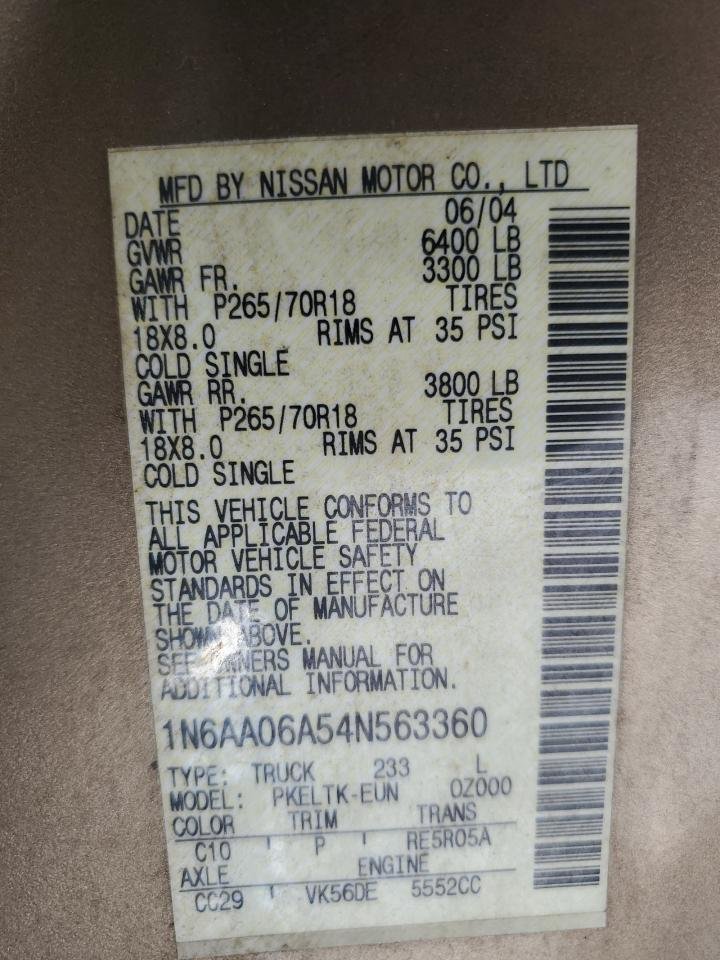 MFD BY NISSAN MOTOR CO., LTD
DATE 06/04
GVWR 6400 LB
GAWR FR. 3300 LB
WITH P265/70R18 TIRES
18X8.0 RIMS AT 35 PSI
COLD SINGLE
GAWR RR. 3800 LB
WITH P265/70R18 TIRES
18X8.0 RIMS AT 35 PSI
COLD SINGLE
THIS VEHICLE CONFORMS TO
ALL APPLICABLE FEDERAL
MOTOR VEHICLE SAFETY
STANDARDS IN EFFECT ON
THE DATE OF MANUFACTURE
SHOWN ABOVE.
SEE OWNERS MANUAL FOR
ADDITIONAL INFORMATION.
1N6AA06A54N563360
TYPE: TRUCK 233 L
MODEL: PKELTK-EUN 0Z000
COLOR TRIM TRANS
C10 P RE5R05A
AXLE ENGINE
CC29 VK56DE 5552CC